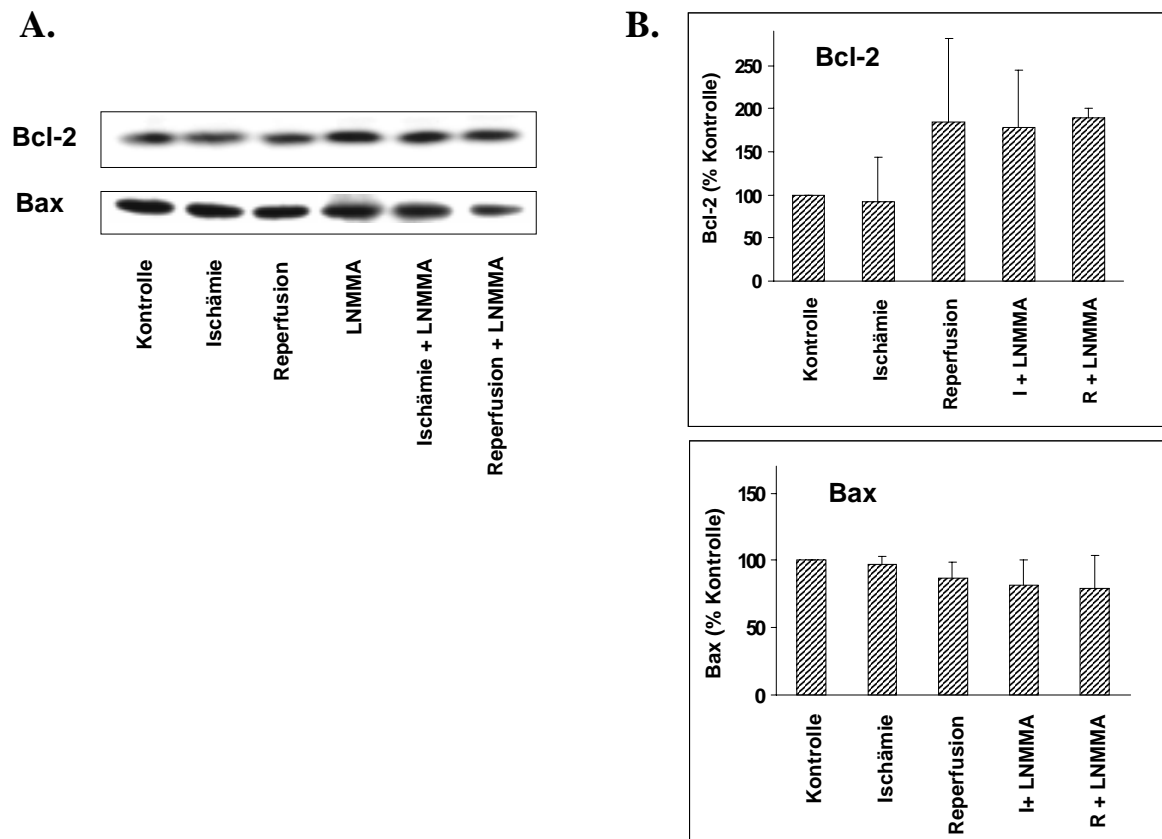 A.
Bcl-2
Bax
Kontrolle
Ischämie
Reperfusion
LNMMA
Ischämie + LNMMA
Reperfusion + LNMMA
B.
Bcl-2
Bcl-2 (% Kontrolle)
250
200
150
100
50
0
Kontrolle
Ischämie
Reperfusion
I + LNMMA
R + LNMMA
Bax
Bax (% Kontrolle)
150
100
50
0
Kontrolle
Ischämie
Reperfusion
I+ LNMMA
R + LNMMA